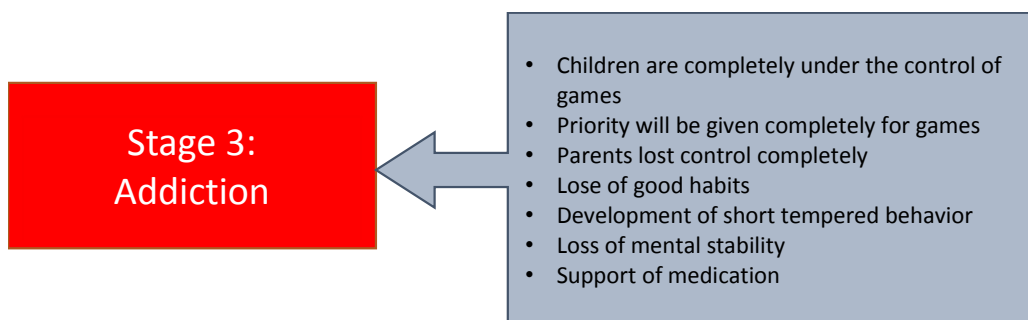 Stage 3:
Addiction
• Children are completely under the control of
games
• Priority will be given completely for games
• Parents lost control completely
• Lose of good habits
• Development of short tempered behavior
• Loss of mental stability
• Support of medication